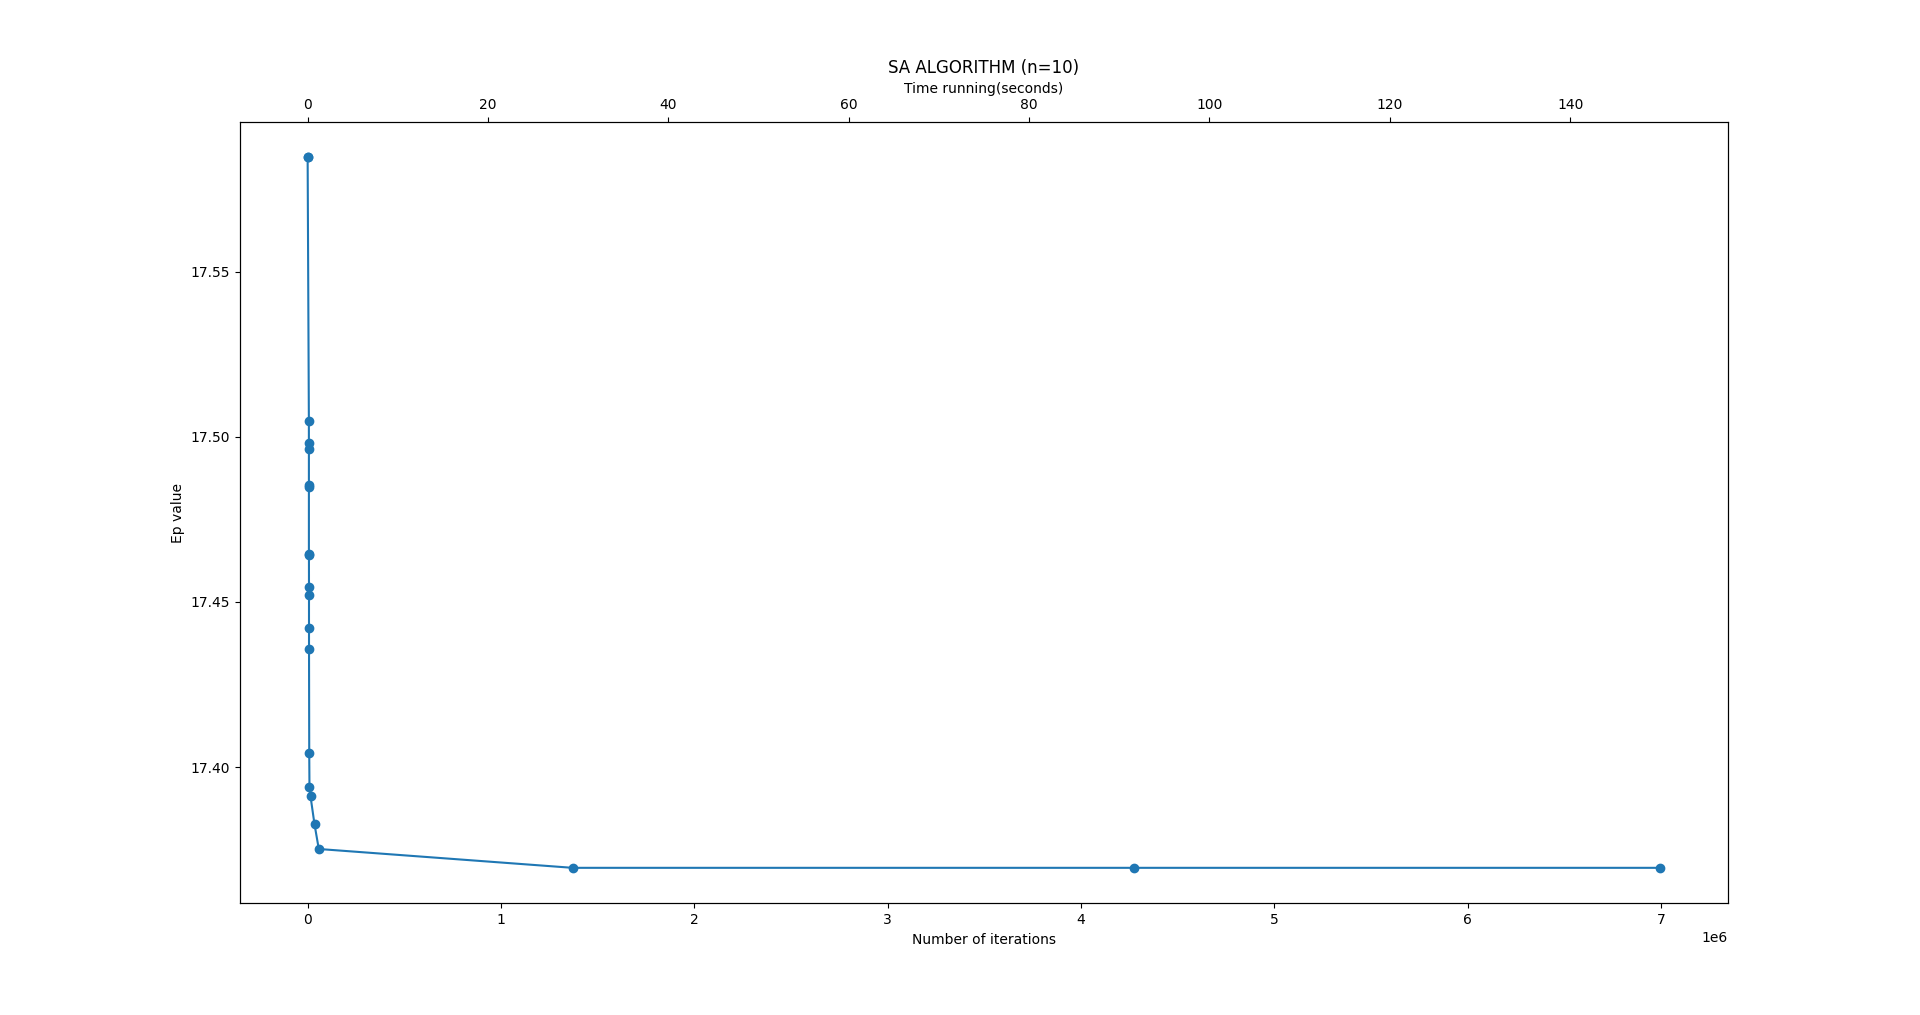 SA ALGORITHM (n=10)
Time running(seconds)
0 20 40 60 80 100 120 140
17.55
17.50
17.45
17.40
Ep value
0 1 2 3 4 5 6 7
1e6
Number of iterations